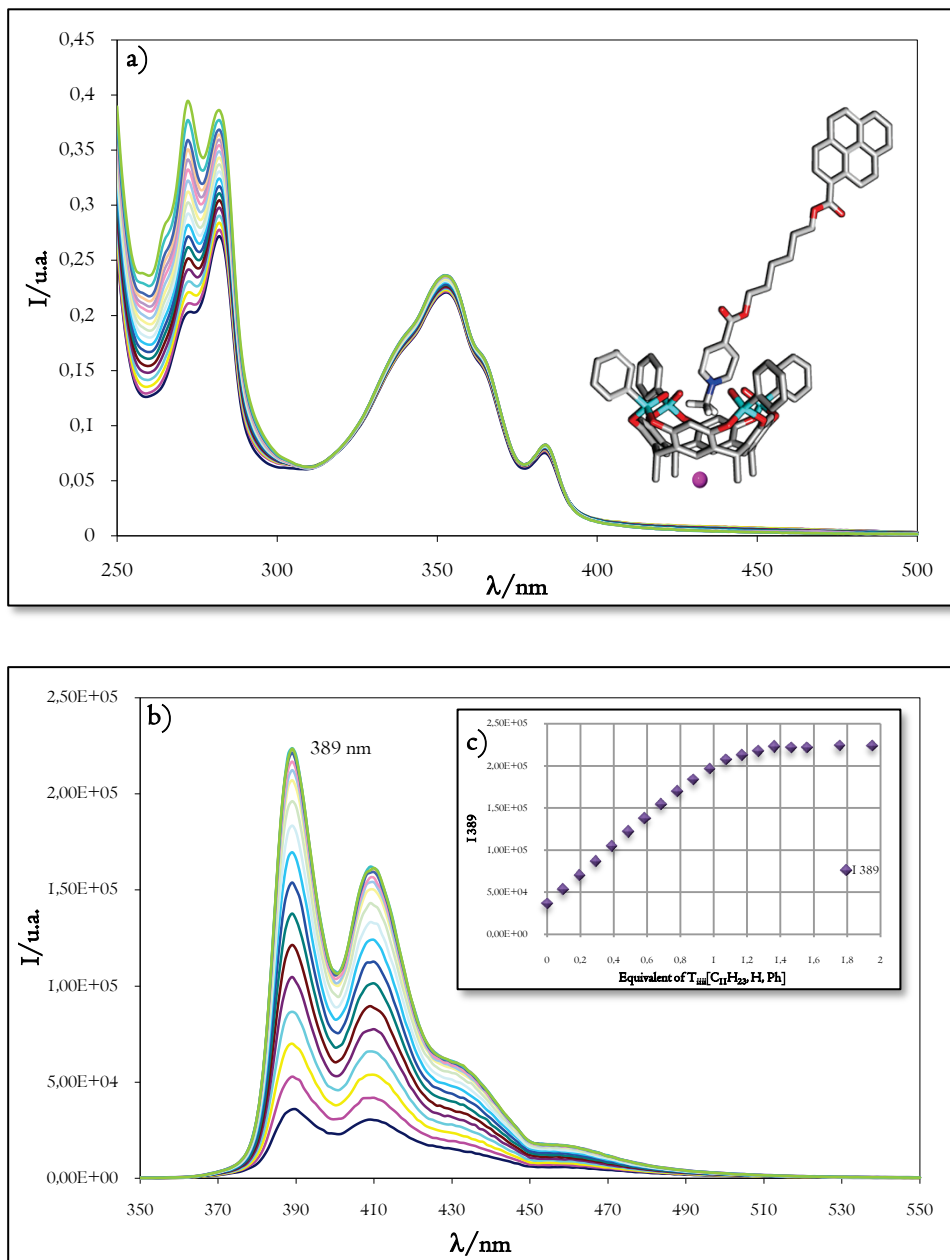 a)
0,45
0,4
0,35
0,3
0,25
0,2
0,15
0,1
0,05
0
I/u.a.
250 300 350 400 450 500
λ/nm
b)
2,50E+05
2,00E+05
1,50E+05
1,00E+05
5,00E+04
0,00E+00
I/u.a.
389 nm
350 370 390 410 430 450 470 490 510 530 550
λ/nm
c)
2,50E+05
2,00E+05
1,50E+05
1,00E+05
5,00E+04
0,00E+00
I 389
I 389
0 0,2 0,4 0,6 0,8 1 1,2 1,4 1,6 1,8 2
Equivalent of Tiiii[C11H23, H, Ph]